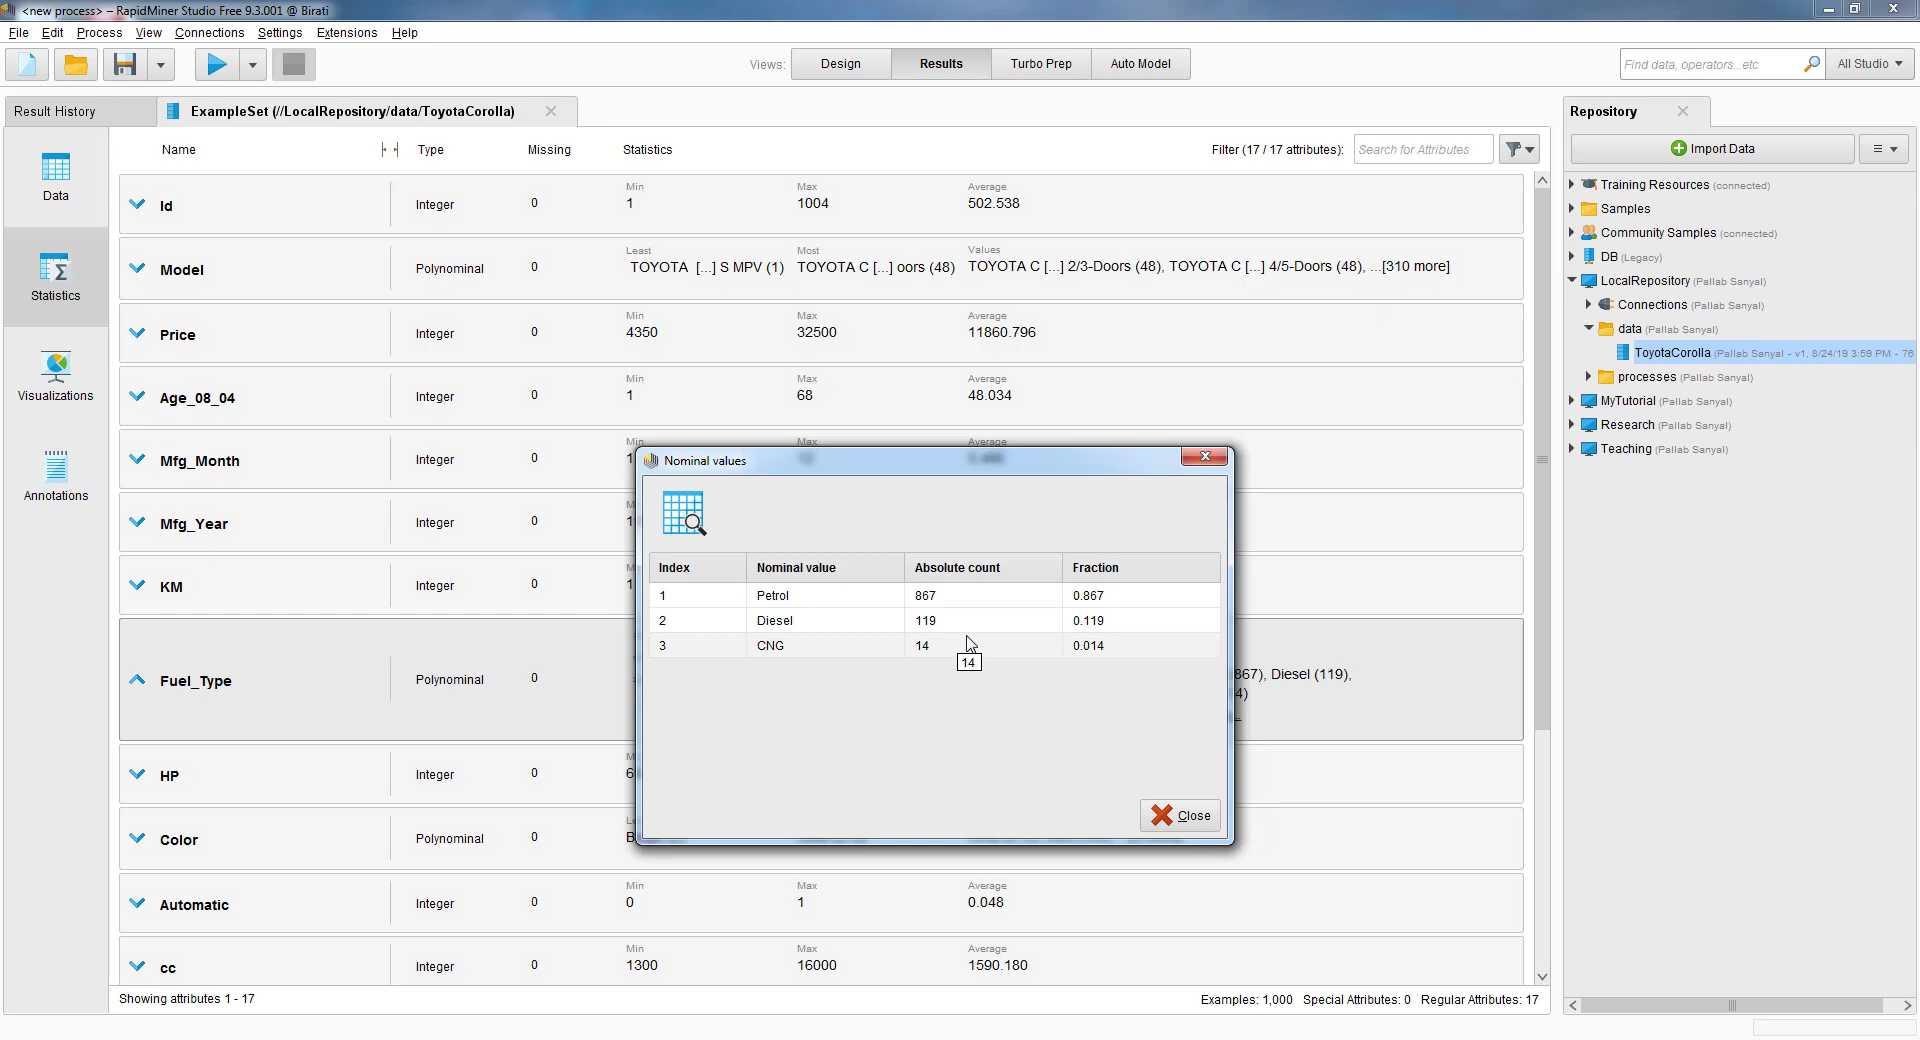 <new process> – RapidMiner Studio Free 9.3.001 @ Birati
File Edit Process View Connections Settings Extensions Help
Views: Design Results Turbo Prep Auto Model
Find data, operators...etc All Studio
Result History
ExampleSet (//LocalRepository/data/ToyotaCorolla)
Repository
Data
Statistics
Visualizations
Annotations
Name Type Missing Statistics
Filter (17 / 17 attributes): Search for Attributes
Min Max Average
Id Integer 0 1 1004 502.538
Least Most Values
Model Polynominal 0 TOYOTA [...] S MPV (1) TOYOTA C [...] oors (48) TOYOTA C [...] 2/3-Doors (48), TOYOTA C [...] 4/5-Doors (48), ...[310 more]
Min Max Average
Price Integer 0 4350 32500 11860.796
Min Max Average
Age_08_04 Integer 0 1 68 48.034
Min Max Average
Mfg_Month Integer 0
Mfg_Year Integer 0
KM Integer 0
Fuel_Type Polynominal 0
867), Diesel (119),
4)
HP Integer 0
Color Polynominal 0
Min Max Average
Automatic Integer 0 0 1 0.048
Min Max Average
cc Integer 0 1300 16000 1590.180
Showing attributes 1 - 17
Examples: 1,000 Special Attributes: 0 Regular Attributes: 17
Nominal values
Index Nominal value Absolute count Fraction
1 Petrol 867 0.867
2 Diesel 119 0.119
3 CNG 14 0.014
14
Close
Import Data
Training Resources (connected)
Samples
Community Samples (connected)
DB (Legacy)
LocalRepository (Pallab Sanyal)
Connections (Pallab Sanyal)
data (Pallab Sanyal)
ToyotaCorolla (Pallab Sanyal - v1, 8/24/19 3:59 PM - 76
processes (Pallab Sanyal)
MyTutorial (Pallab Sanyal)
Research (Pallab Sanyal)
Teaching (Pallab Sanyal)